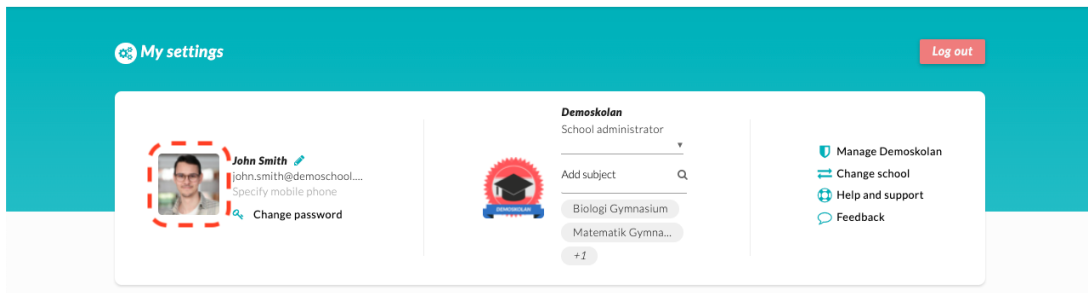 My settings
Log out
John Smith
john.smith@demoschool....
Specify mobile phone
Change password
DEMOSKOLAN
Demoskolan
School administrator
Add subject
Biologi Gymnasium
Matematik Gymna...
+1
Manage Demoskolan
Change school
Help and support
Feedback